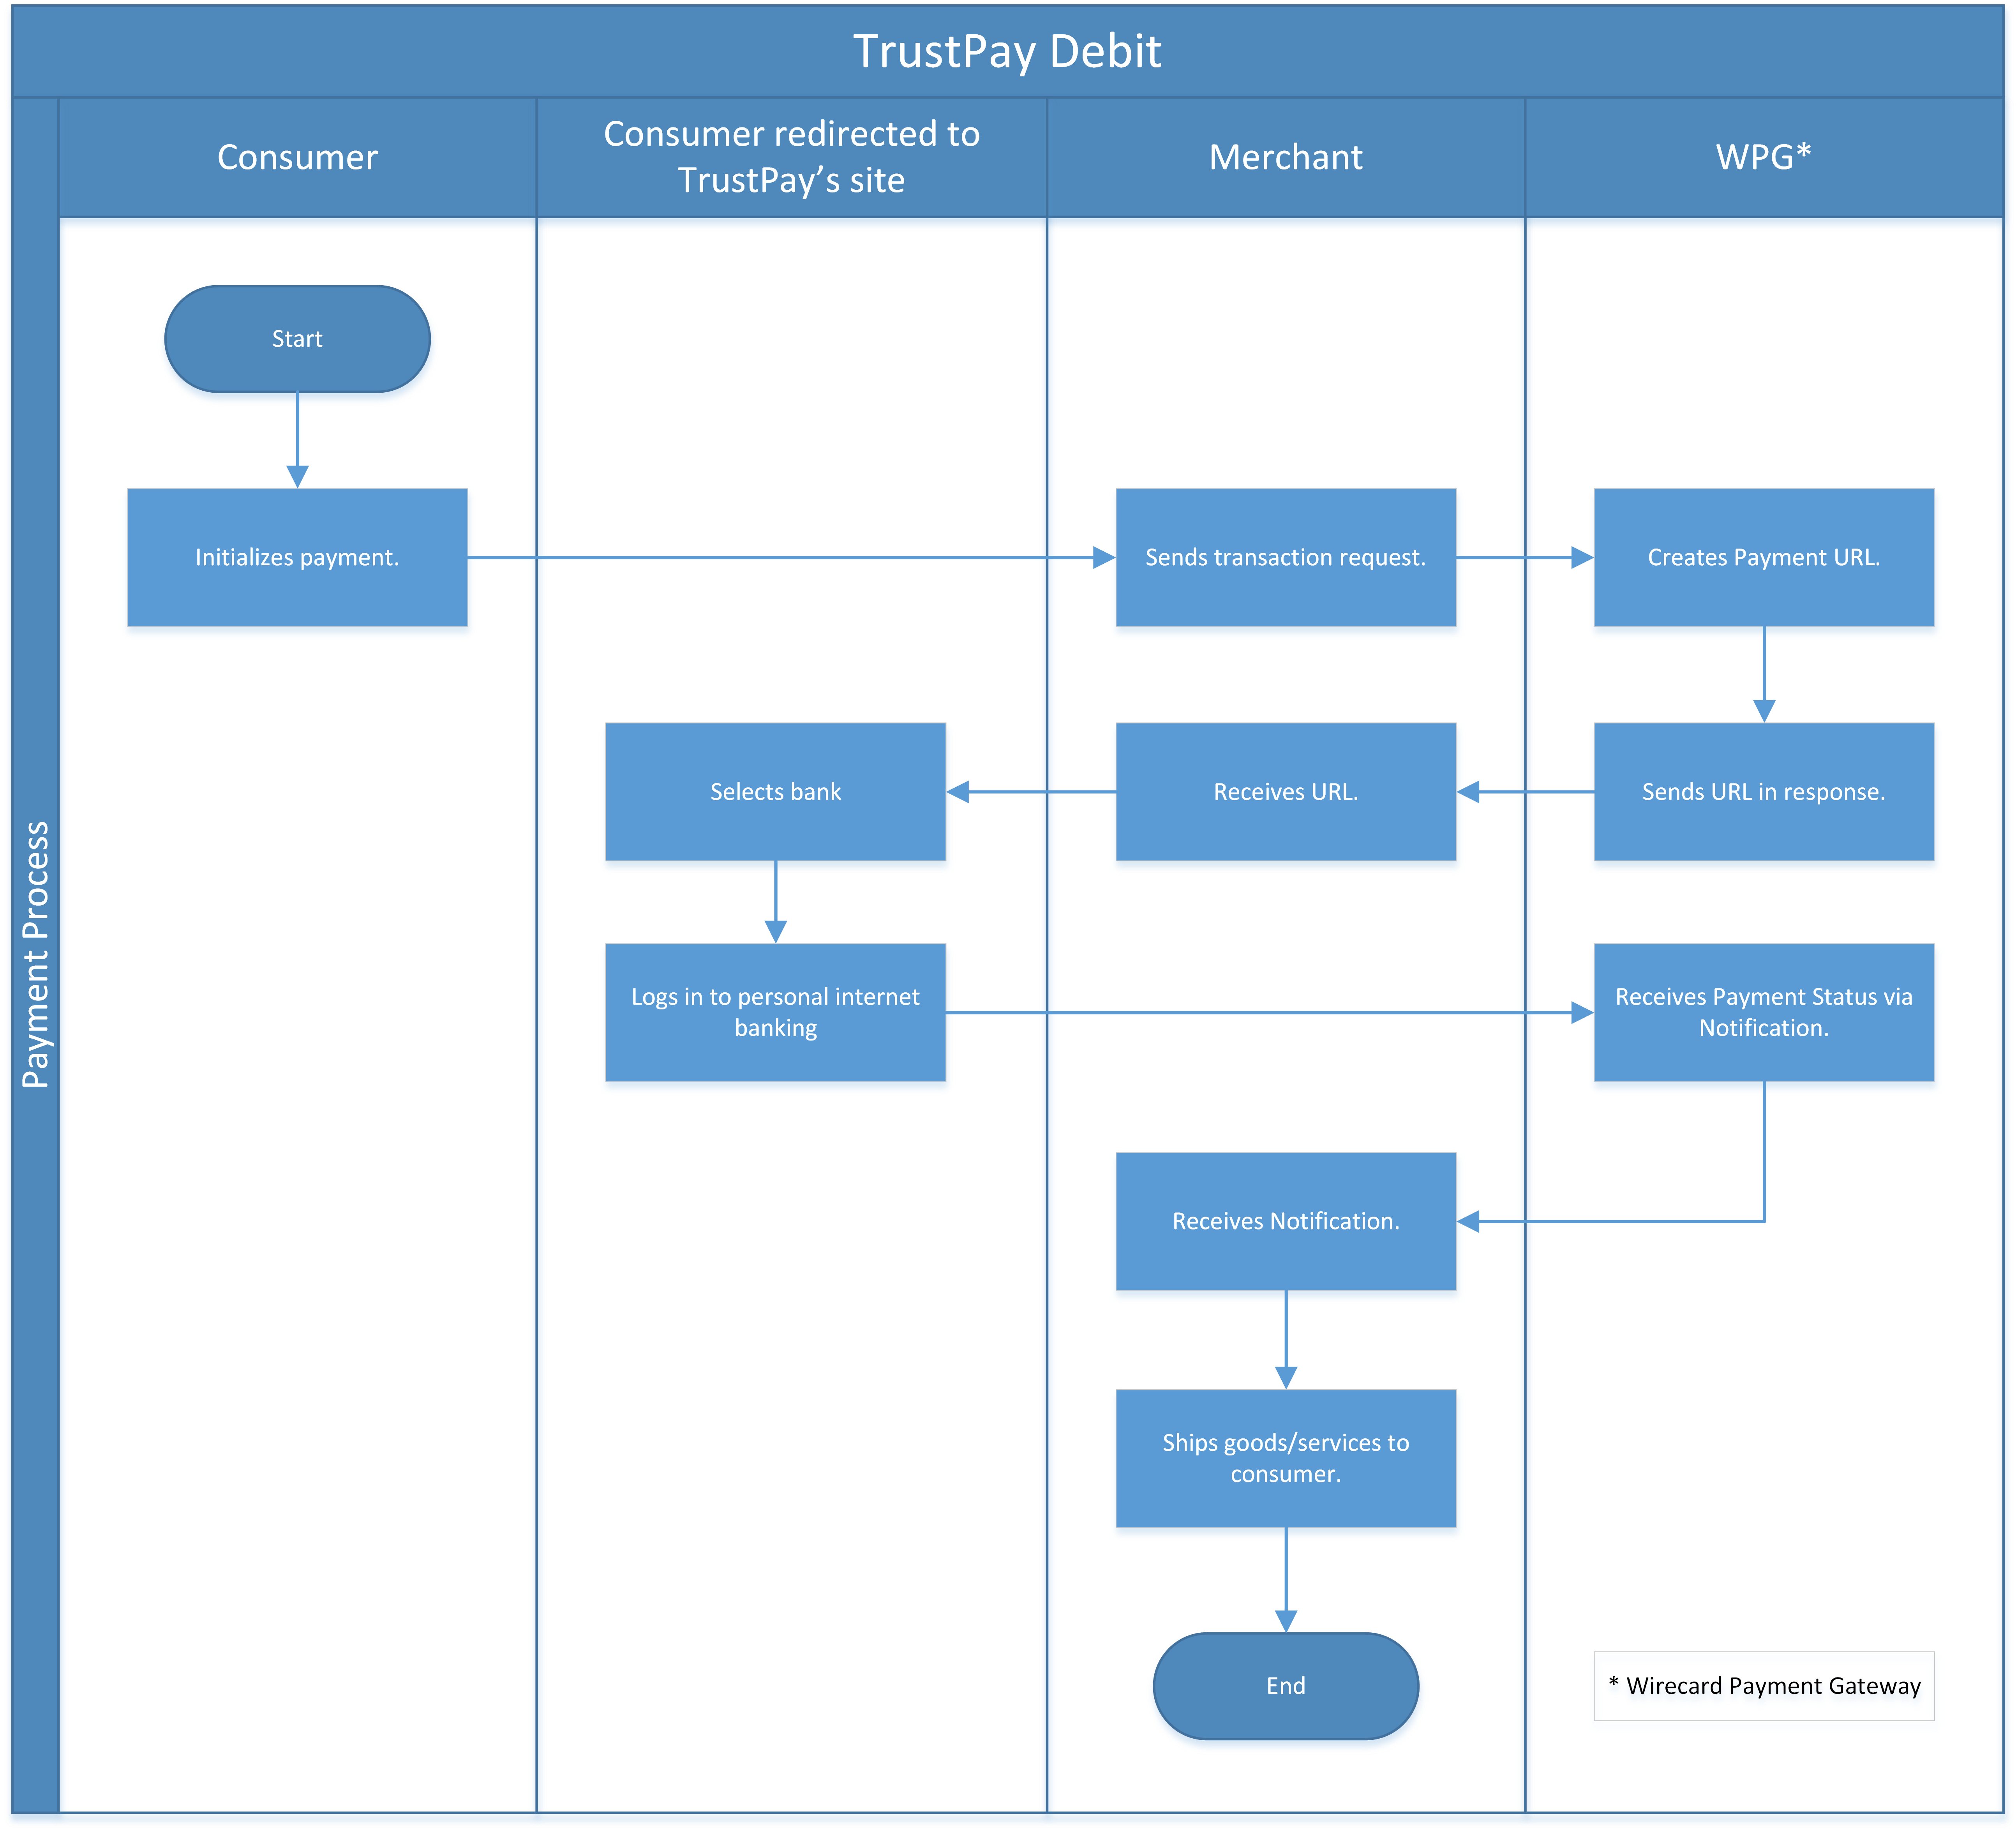 TrustPay Debit
Consumer
Consumer redirected to
TrustPay’s site
Merchant
WPG*
Payment Process
Start
Initializes payment.
Sends transaction request.
Creates Payment URL.
Selects bank
Receives URL.
Sends URL in response.
Logs in to personal internet
banking
Receives Payment Status via
Notification.
Receives Notification.
Ships goods/services to
consumer.
End
* Wirecard Payment Gateway